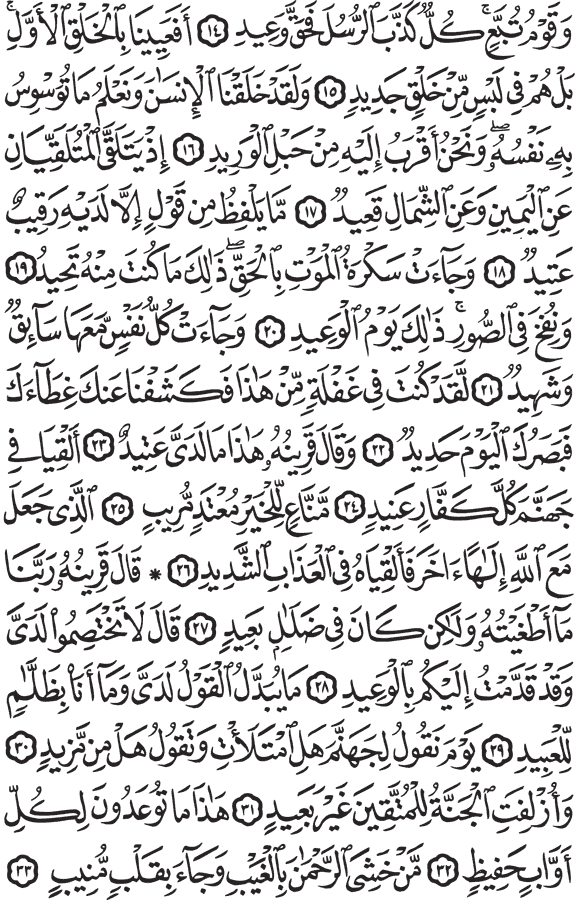 وَقَوْمُ تُبَّعٍ ۚ كُلٌّ كَذَّبَ ٱلرُّسُلَ فَحَقَّ وَعِيدِ ١٤ أَفَعَيِينَا بِٱلْخَلْقِ ٱلْأَوَّلِ ۚ
بَلْ هُمْ فِى لَبْسٍ مِّنْ خَلْقٍ جَدِيدٍ ١٥ وَلَقَدْ خَلَقْنَا ٱلْإِنسَٰنَ وَنَعْلَمُ مَا تُوَسْوِسُ
بِهِۦ نَفْسُهُۥ ۖ وَنَحْنُ أَقْرَبُ إِلَيْهِ مِنْ حَبْلِ ٱلْوَرِيدِ ١٦ إِذْ يَتَلَقَّى ٱلْمُتَلَقِّيَانِ
عَنِ ٱلْيَمِينِ وَعَنِ ٱلشِّمَالِ قَعِيدٌ ١٧ مَّا يَلْفِظُ مِن قَوْلٍ إِلَّا لَدَيْهِ رَقِيبٌ
عَتِيدٌ ١٨ وَجَآءَتْ سَكْرَةُ ٱلْمَوْتِ بِٱلْحَقِّ ۖ ذَٰلِكَ مَا كُنتَ مِنْهُ تَحِيدُ ١٩
وَنُفِخَ فِى ٱلصُّورِ ۚ ذَٰلِكَ يَوْمُ ٱلْوَعِيدِ ٢٠ وَجَآءَتْ كُلُّ نَفْسٍ مَّعَهَا سَآئِقٌ
وَشَهِيدٌ ٢١ لَّقَدْ كُنتَ فِى غَفْلَةٍ مِّنْ هَٰذَا فَكَشَفْنَا عَنكَ غِطَآءَكَ
فَبَصَرُكَ ٱلْيَوْمَ حَدِيدٌ ٢٢ وَقَالَ قَرِينُهُۥ هَٰذَا مَا لَدَىَّ عَتِيدٌ ٢٣ أَلْقِيَا فِى
جَهَنَّمَ كُلَّ كَفَّارٍ عَنِيدٍ ٢٤ مَّنَّاعٍ لِّلْخَيْرِ مُعْتَدٍ مُّرِيبٍ ٢٥ ٱلَّذِى جَعَلَ
مَعَ ٱللَّهِ إِلَٰهًا ءَاخَرَ فَأَلْقِيَاهُ فِى ٱلْعَذَابِ ٱلشَّدِيدِ ٢٦ * قَالَ قَرِينُهُۥ رَبَّنَا
مَآ أَطْغَيْتُهُۥ وَلَٰكِن كَانَ فِى ضَلَٰلٍۭ بَعِيدٍ ٢٧ قَالَ لَا تَخْتَصِمُوا۟ لَدَىَّ
وَقَدْ قَدَّمْتُ إِلَيْكُم بِٱلْوَعِيدِ ٢٨ مَا يُبَدَّلُ ٱلْقَوْلُ لَدَىَّ وَمَآ أَنَا۠ بِظَلَّٰمٍ
لِّلْعَبِيدِ ٢٩ يَوْمَ نَقُولُ لِجَهَنَّمَ هَلِ ٱمْتَلَأْتِ وَتَقُولُ هَلْ مِن مَّزِيدٍ ٣٠
وَأُزْلِفَتِ ٱلْجَنَّةُ لِلْمُتَّقِينَ غَيْرَ بَعِيدٍ ٣١ هَٰذَا مَا تُوعَدُونَ لِكُلِّ
أَوَّابٍ حَفِيظٍ ٣٢ مَّنْ خَشِىَ ٱلرَّحْمَٰنَ بِٱلْغَيْبِ وَجَآءَ بِقَلْبٍ مُّنِيبٍ ٣٣